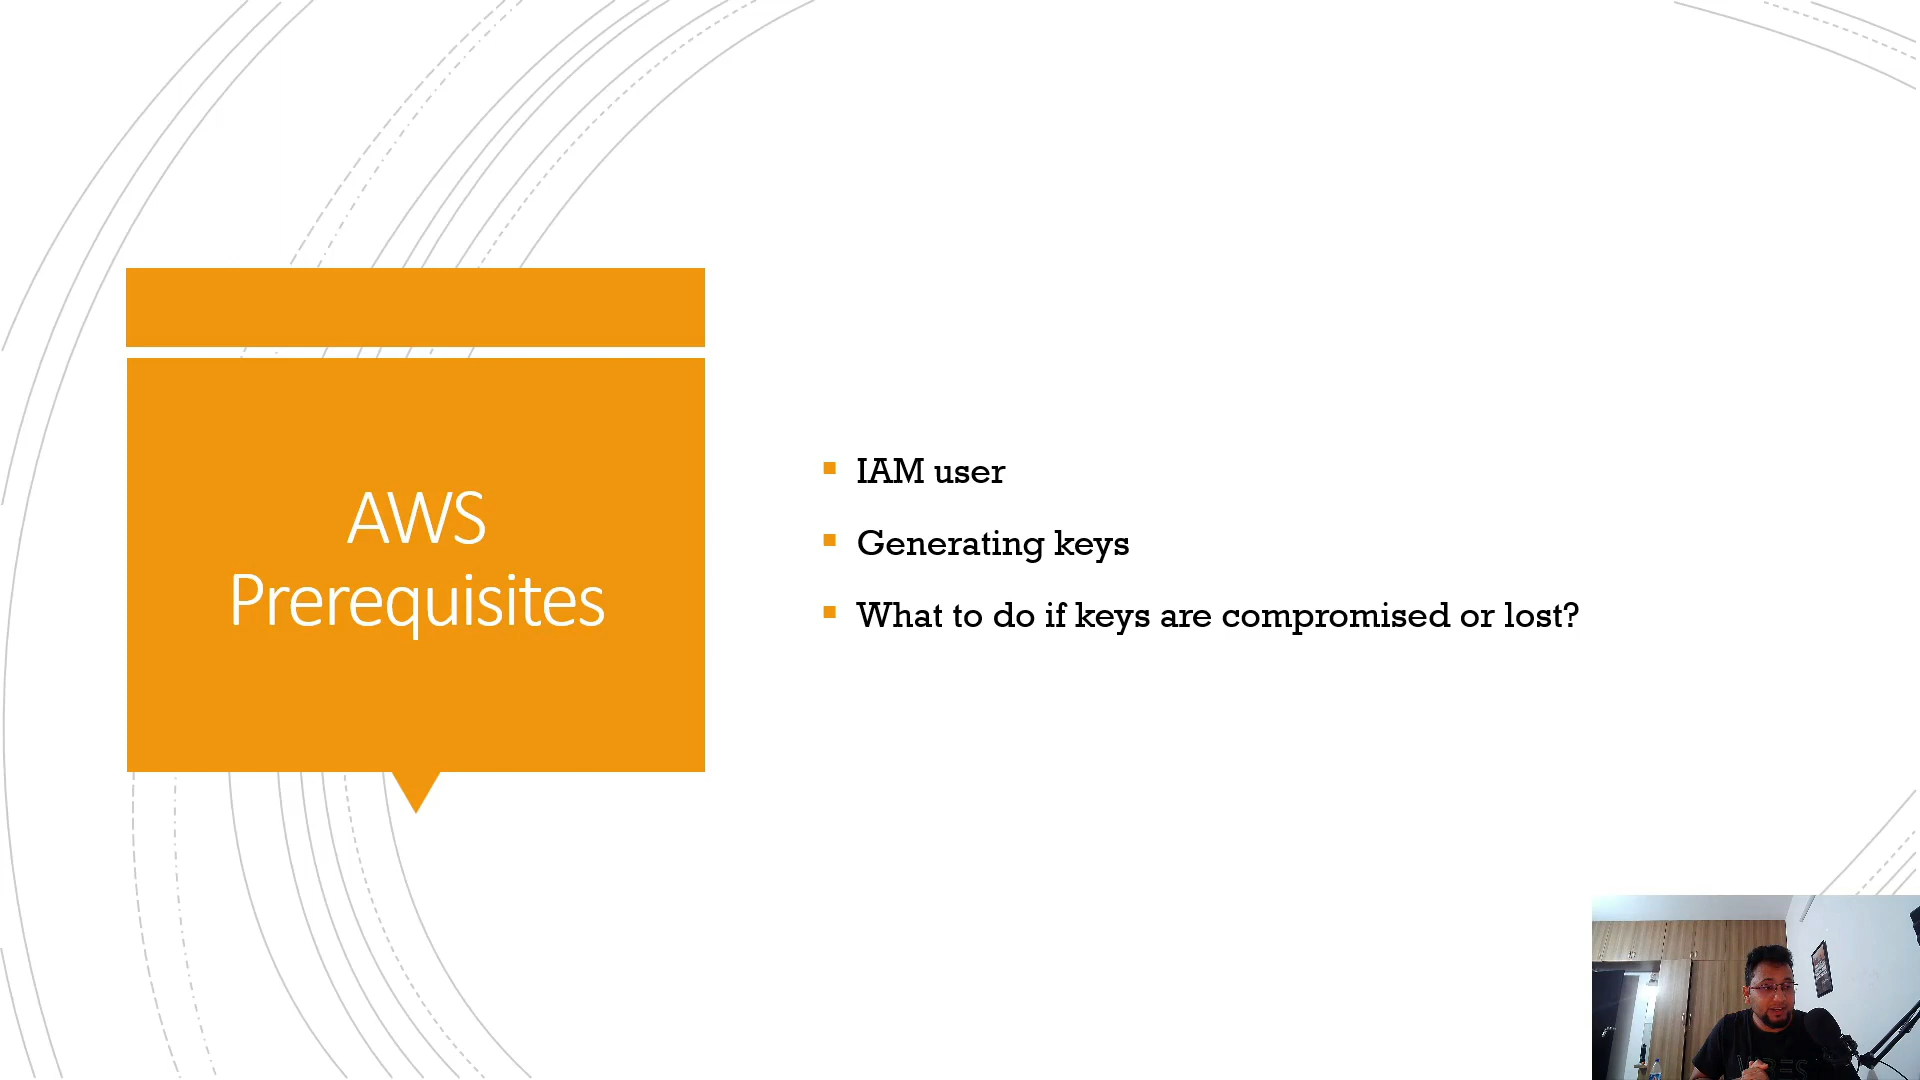 AWS
Prerequisites
IAM user
Generating keys
What to do if keys are compromised or lost?